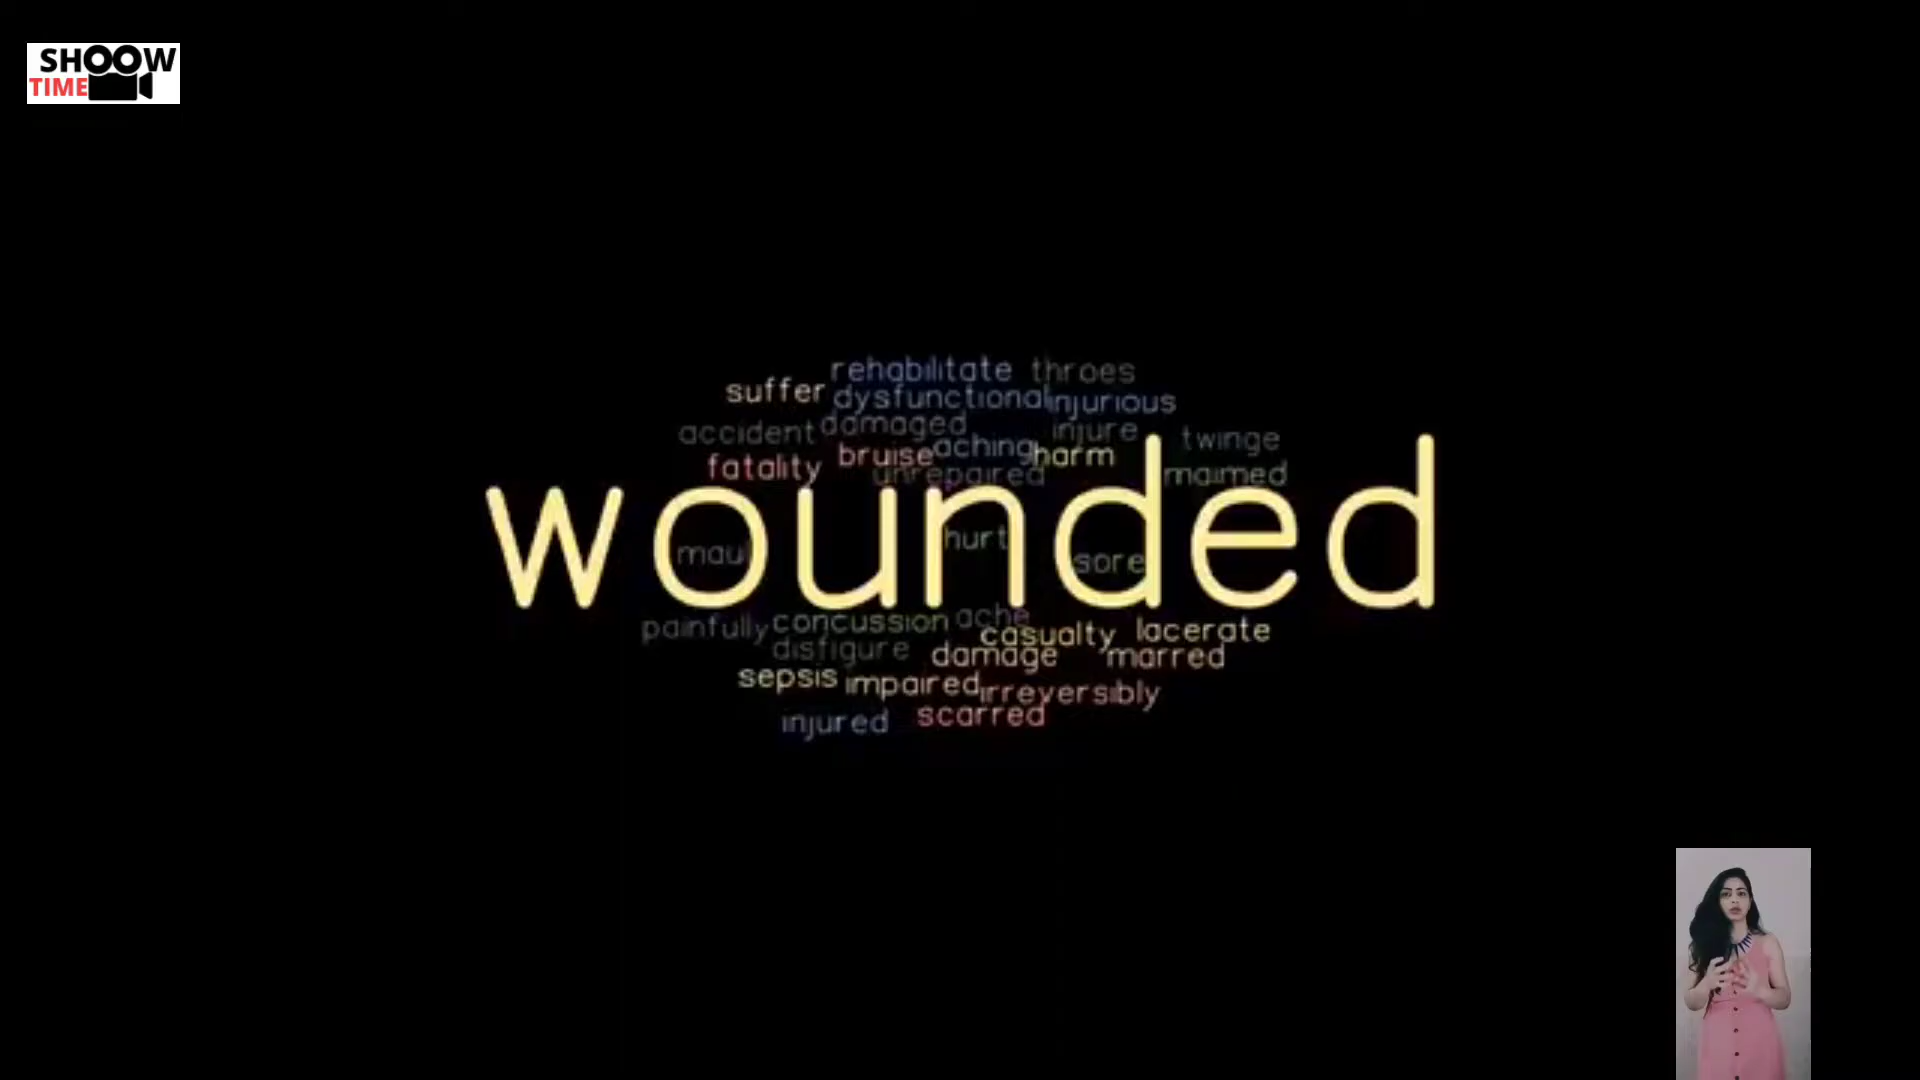 SHOOW
TIME
rehabilitate throes
suffer dysfunctional injurious
accident damaged injure twinge
fatality bruise aching harm
unrepaired maimed
wounded
maul hurt sore
painfully concussion ache
casualty lacerate
disfigure damage marred
sepsis impaired irreversibly
injured scarred